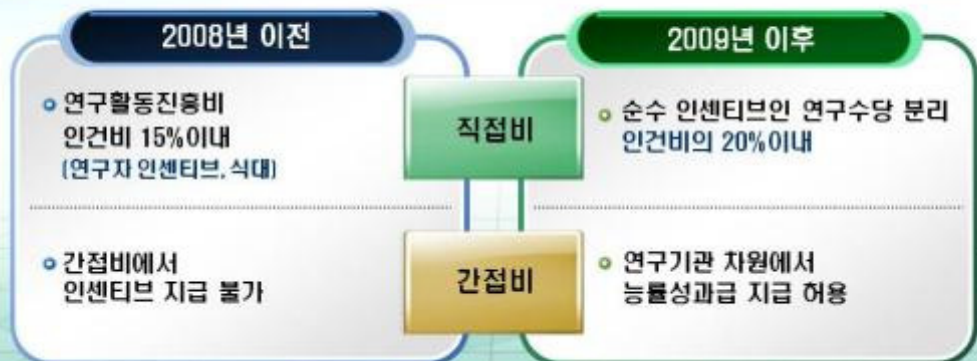 2008년 이전
2009년 이후
연구활동진흥비
인건비 15%이내
(연구자 인센티브, 식대)
직접비
순수 인센티브인 연구수당 분리
인건비의 20%이내
간접비에서
인센티브 지급 불가
간접비
연구기관 차원에서
능률성과급 지급 허용